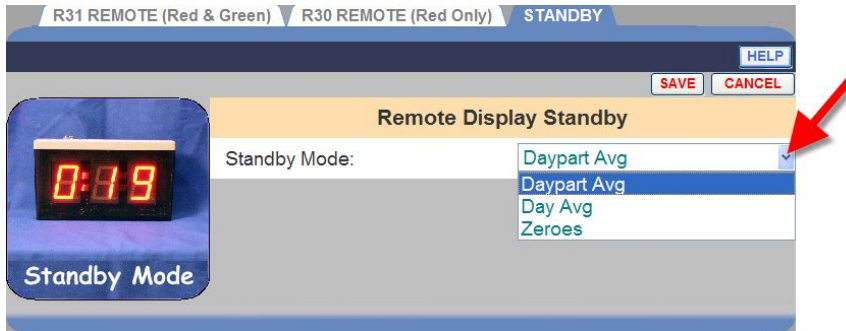 R31 REMOTE (Red & Green)
R30 REMOTE (Red Only)
STANDBY
HELP
SAVE
CANCEL
Remote Display Standby
Standby Mode:
Daypart Avg
Daypart Avg
Day Avg
Zeroes
0:19
Standby Mode